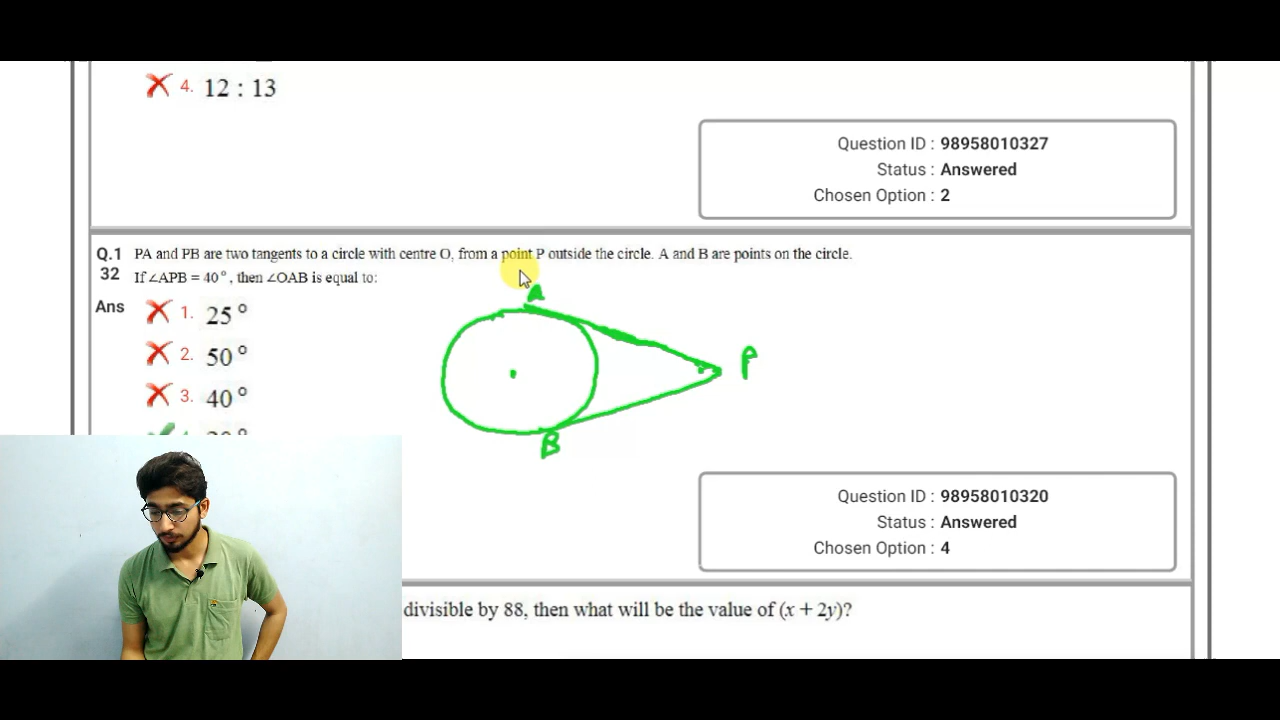 4. 12 : 13
Question ID : 98958010327
Status : Answered
Chosen Option : 2
Q.1 PA and PB are two tangents to a circle with centre O, from a point P outside the circle. A and B are points on the circle.
32 If ∠APB = 40°, then ∠OAB is equal to:
Ans
1. 25°
2. 50°
3. 40°
A
P
B
Question ID : 98958010320
Status : Answered
Chosen Option : 4
divisible by 88, then what will be the value of (x + 2y)?